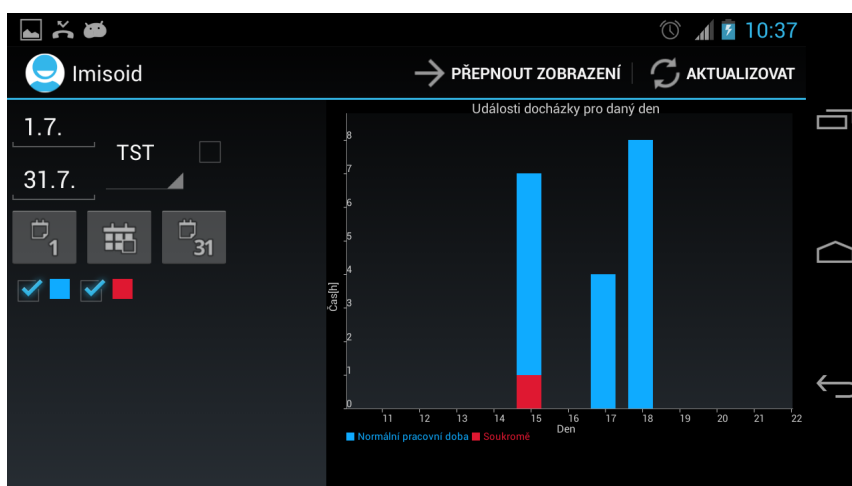 10:37
Imisoid
PŘEPNOUT ZOBRAZENÍ
AKTUALIZOVAT
1.7.
TST
31.7.
1
31
Události docházky pro daný den
8
7
6
5
4
3
2
1
0
Čas[h]
11 12 13 14 15 16 17 18 19 20 21 22
Den
Normální pracovní doba Soukromé